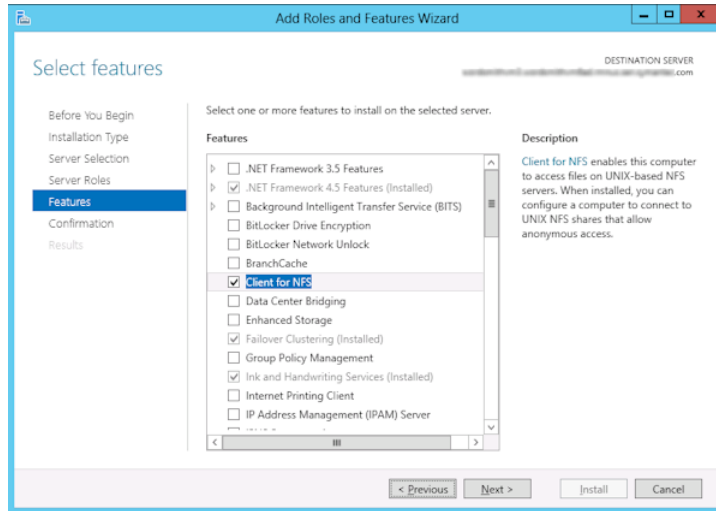 Add Roles and Features Wizard
Select features
DESTINATION SERVER
.com
Before You Begin
Installation Type
Server Selection
Server Roles
Features
Confirmation
Results
Select one or more features to install on the selected server.
Features
.NET Framework 3.5 Features
.NET Framework 4.5 Features (Installed)
Background Intelligent Transfer Service (BITS)
BitLocker Drive Encryption
BitLocker Network Unlock
BranchCache
Client for NFS
Data Center Bridging
Enhanced Storage
Failover Clustering (Installed)
Group Policy Management
Ink and Handwriting Services (Installed)
Internet Printing Client
IP Address Management (IPAM) Server
Description
Client for NFS enables this computer
to access files on UNIX-based NFS
servers. When installed, you can
configure a computer to connect to
UNIX NFS shares that allow
anonymous access.
< Previous
Next >
Install
Cancel